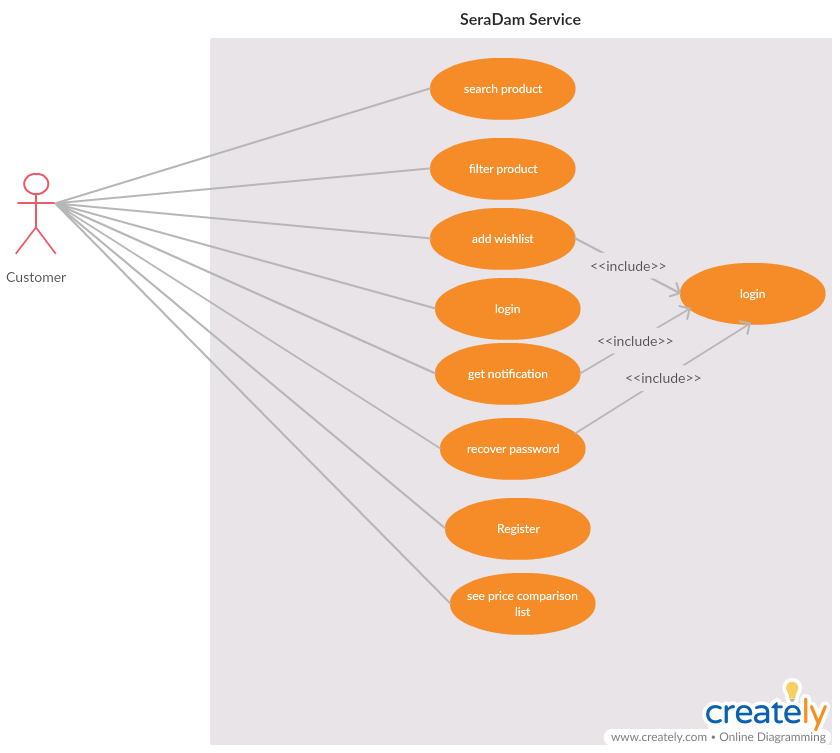 SeraDam Service
search product
filter product
add wishlist
<<include>>
Customer
login
login
<<include>>
get notification
<<include>>
recover password
Register
see price comparison
list
creately
www.creately.com • Online Diagramming